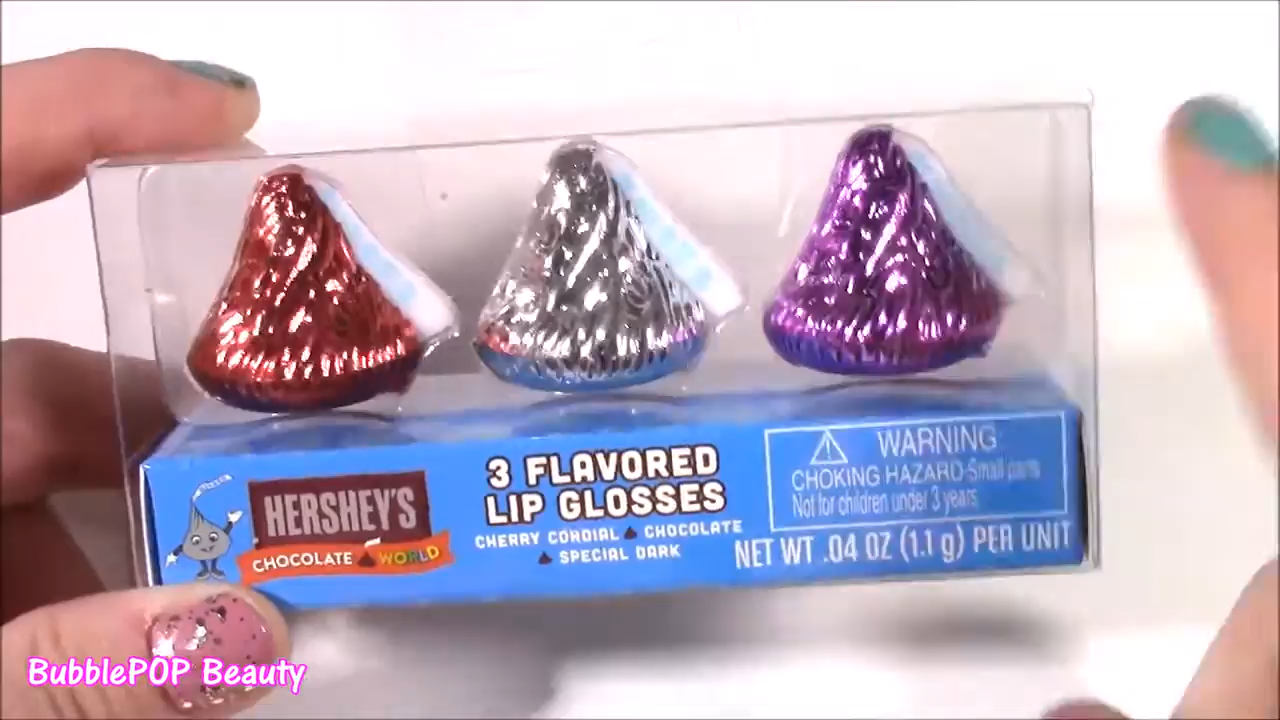 HERSHEY'S
CHOCOLATE WORLD
3 FLAVORED
LIP GLOSSES
CHERRY CORDIAL CHOCOLATE
SPECIAL DARK
WARNING
CHOKING HAZARD-Small parts
Not for children under 3 years
NET WT .04 OZ (1.1 g) PER UNIT
BubblePOP Beauty